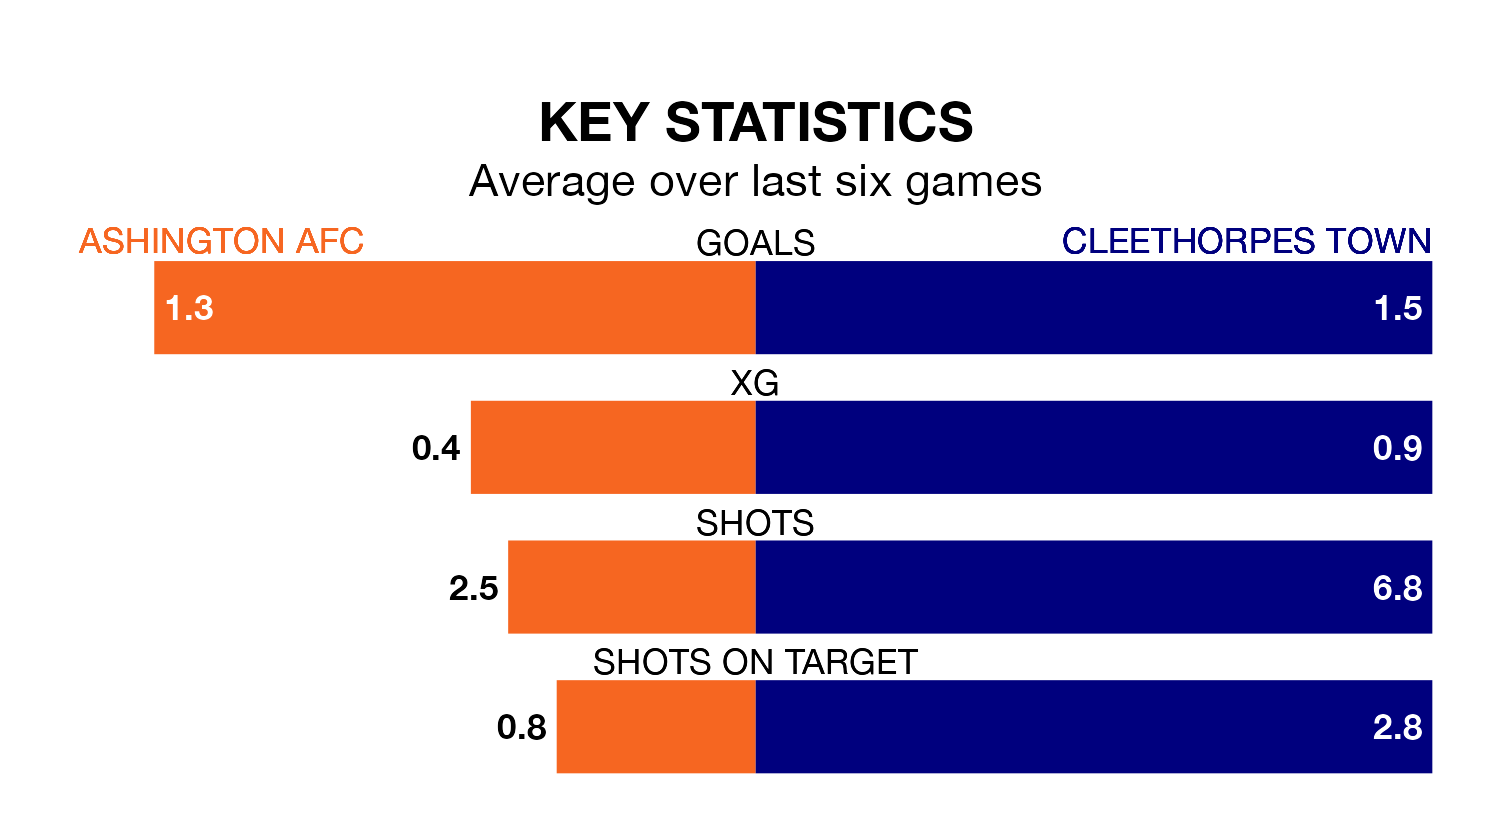 KEY STATISTICS
Average over last six games
ASHINGTON AFC GOALS CLEETHORPES TOWN
1.3 1.5
XG
0.4 0.9
SHOTS
2.5 6.8
SHOTS ON TARGET
0.8 2.8